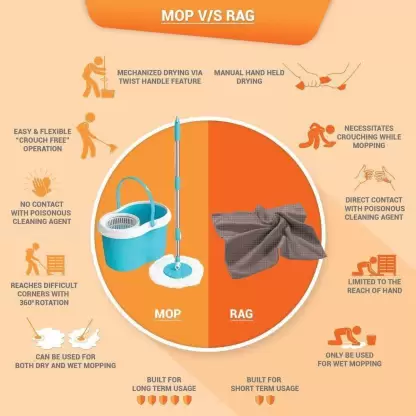 MOP V/S RAG
MECHANIZED DRYING VIA
TWIST HANDLE FEATURE
MANUAL HAND HELD
DRYING
EASY & FLEXIBLE
"CROUCH FREE"
OPERATION
NECESSITATES
CROUCHING WHILE
MOPPING
NO CONTACT
WITH POISONOUS
CLEANING AGENT
DIRECT CONTACT
WITH POISONOUS
CLEANING AGENT
REACHES DIFFICULT
CORNERS WITH
360° ROTATION
LIMITED TO THE
REACH OF HAND
MOP
RAG
CAN BE USED FOR
BOTH DRY AND WET MOPPING
ONLY BE USED
FOR WET MOPPING
BUILT FOR
LONG TERM USAGE
BUILT FOR
SHORT TERM USAGE